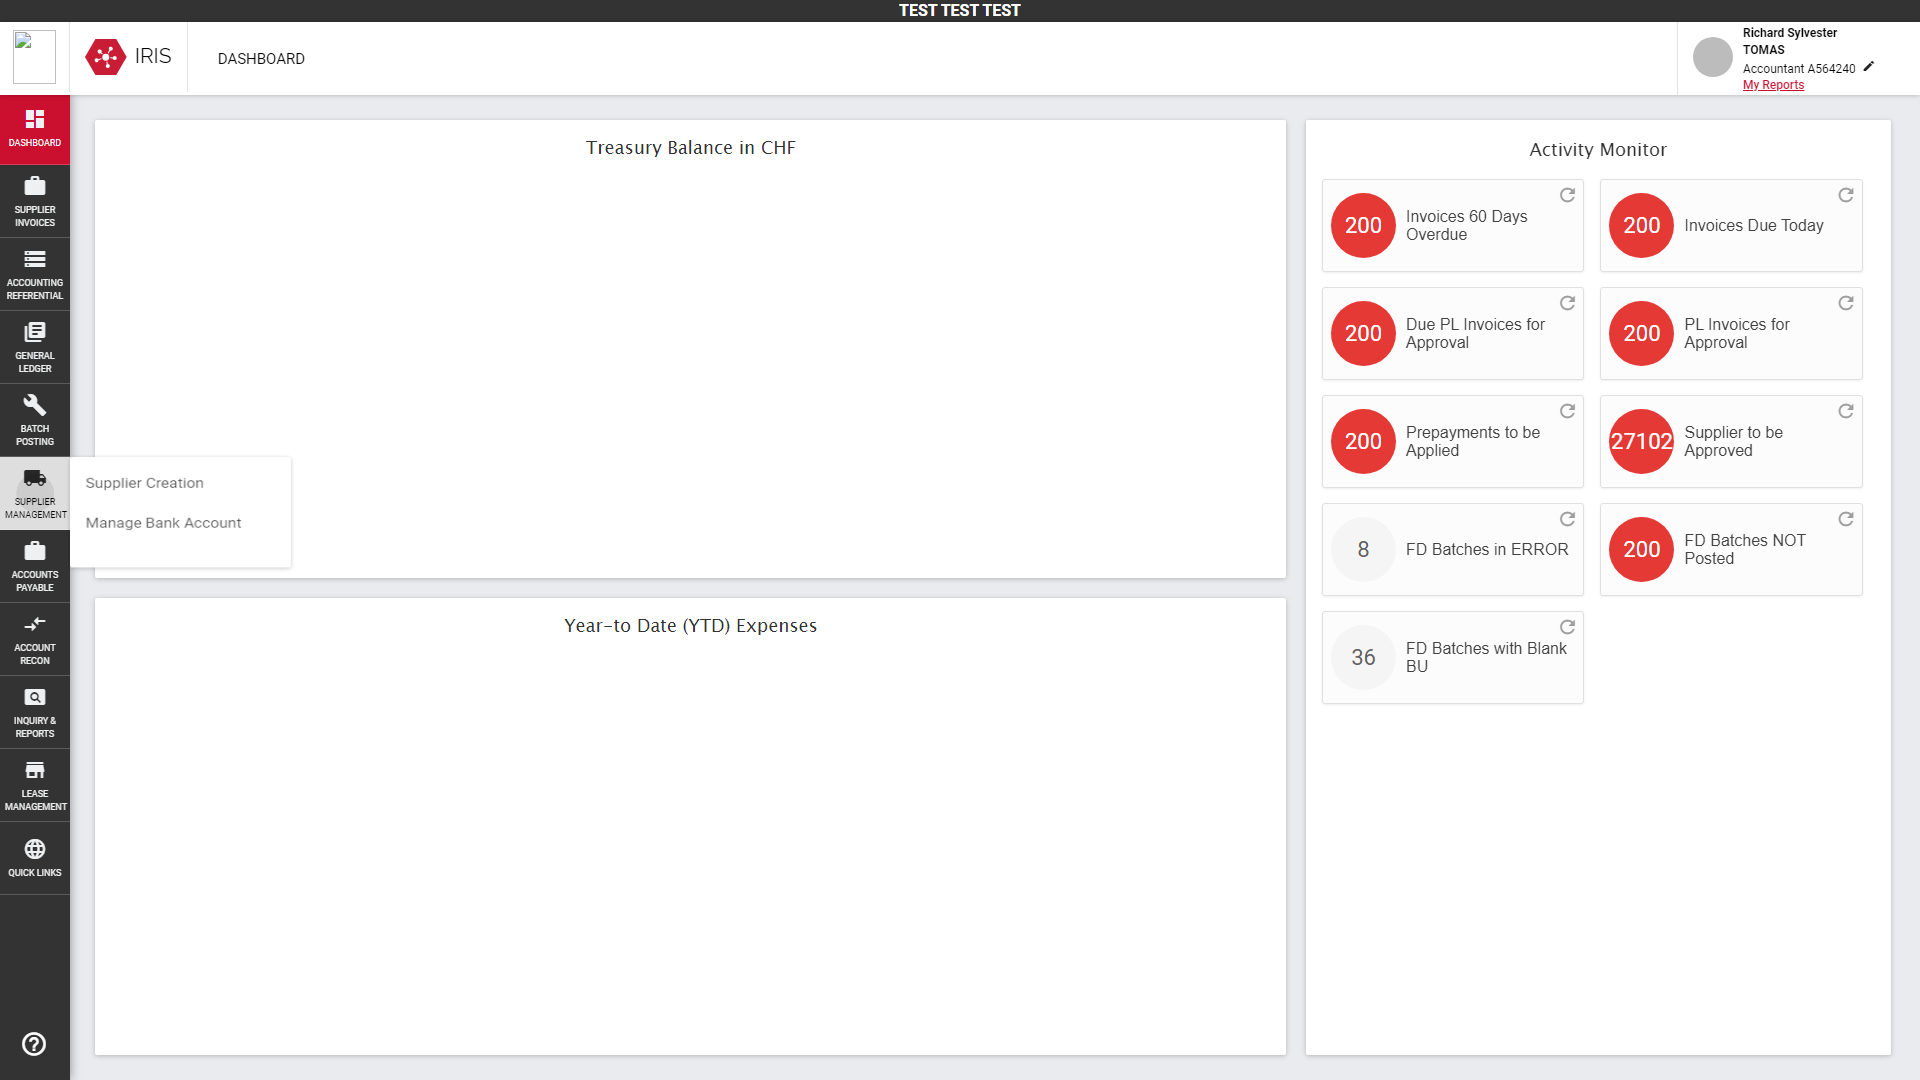 TEST TEST TEST
IRIS
DASHBOARD
Richard Sylvester
TOMAS
Accountant A564240
My Reports
DASHBOARD
SUPPLIER
INVOICES
ACCOUNTING
REFERENTIAL
GENERAL
LEDGER
BATCH
POSTING
SUPPLIER
MANAGEMENT
Supplier Creation
Manage Bank Account
ACCOUNTS
PAYABLE
ACCOUNT
RECON
INQUIRY &
REPORTS
LEASE
MANAGEMENT
QUICK LINKS
Treasury Balance in CHF
Year-to Date (YTD) Expenses
Activity Monitor
200
Invoices 60 Days
Overdue
200
Invoices Due Today
200
Due PL Invoices for
Approval
200
PL Invoices for
Approval
200
Prepayments to be
Applied
27102
Supplier to be
Approved
8
FD Batches in ERROR
200
FD Batches NOT
Posted
36
FD Batches with Blank
BU